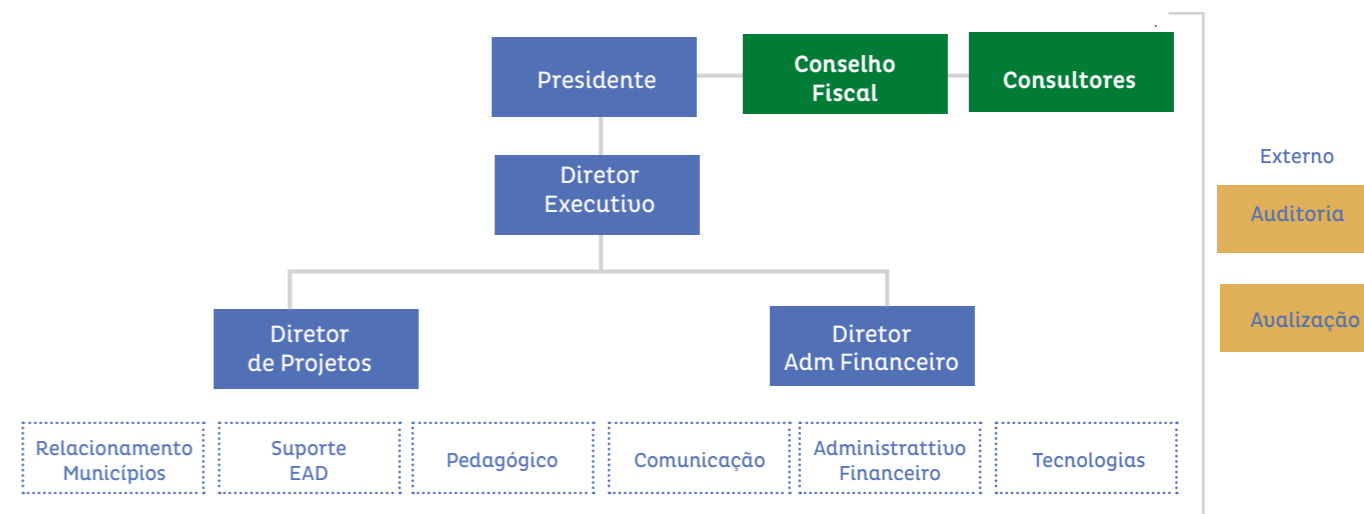 Presidente
Conselho
Fiscal
Consultores
Diretor
Executivo
Externo
Auditoria
Avalização
Diretor
de Projetos
Diretor
Adm Financeiro
Relacionamento
Municípios
Suporte
EAD
Pedagógico
Comunicação
Administrattivo
Financeiro
Tecnologias